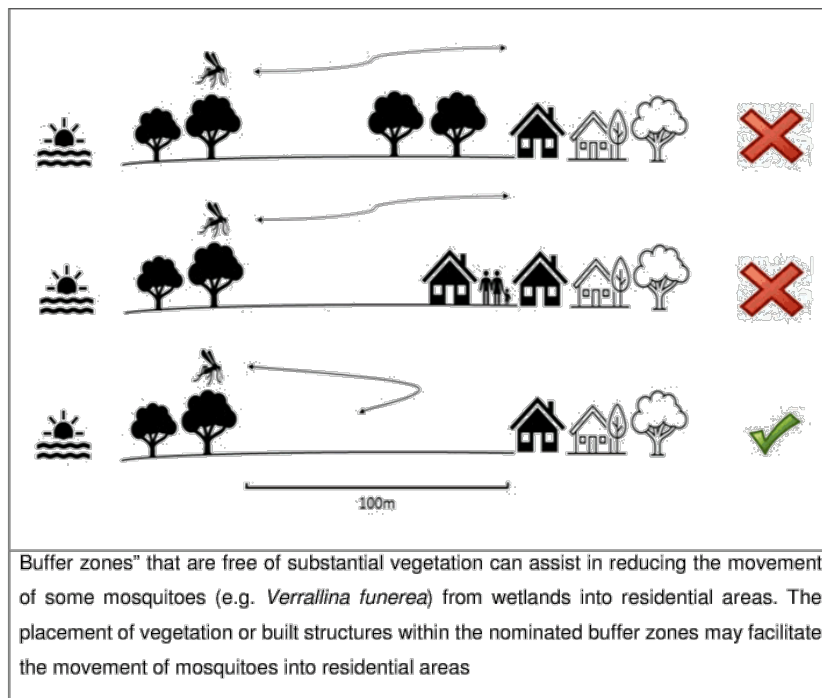 100m
Buffer zones” that are free of substantial vegetation can assist in reducing the movement
of some mosquitoes (e.g. Verrallina funerea) from wetlands into residential areas. The
placement of vegetation or built structures within the nominated buffer zones may facilitate
the movement of mosquitoes into residential areas